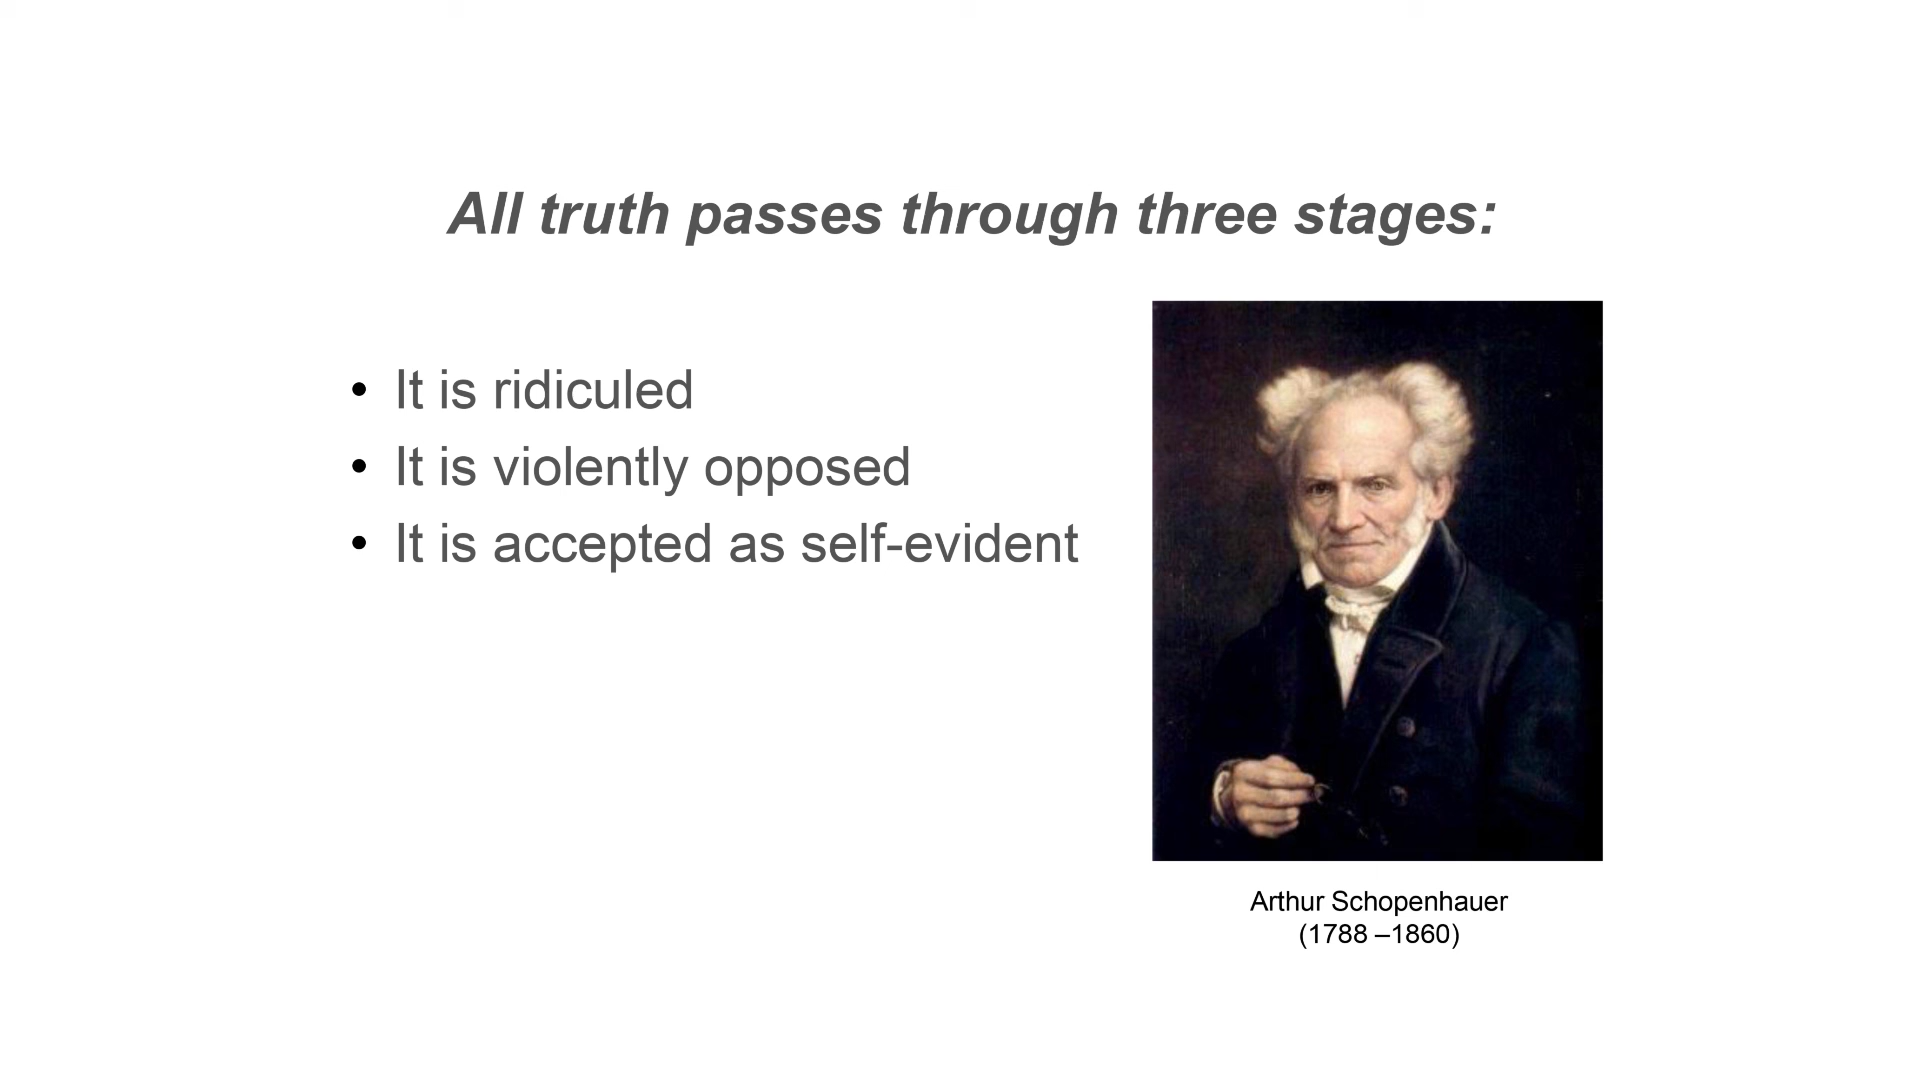 All truth passes through three stages:
• It is ridiculed
• It is violently opposed
• It is accepted as self-evident
Arthur Schopenhauer
(1788 –1860)